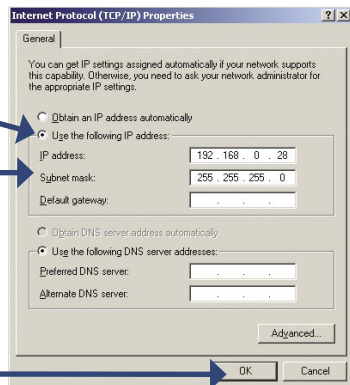 Internet Protocol (TCP/IP) Properties
General
You can get IP settings assigned automatically if your network supports
this capability. Otherwise, you need to ask your network administrator for
the appropriate IP settings.
Obtain an IP address automatically
Use the following IP address:
IP address: 192 . 168 . 0 . 28
Subnet mask: 255 . 255 . 255 . 0
Default gateway: . . .
Obtain DNS server address automatically
Use the following DNS server addresses:
Preferred DNS server: . . .
Alternate DNS server: . . .
Advanced...
OK Cancel